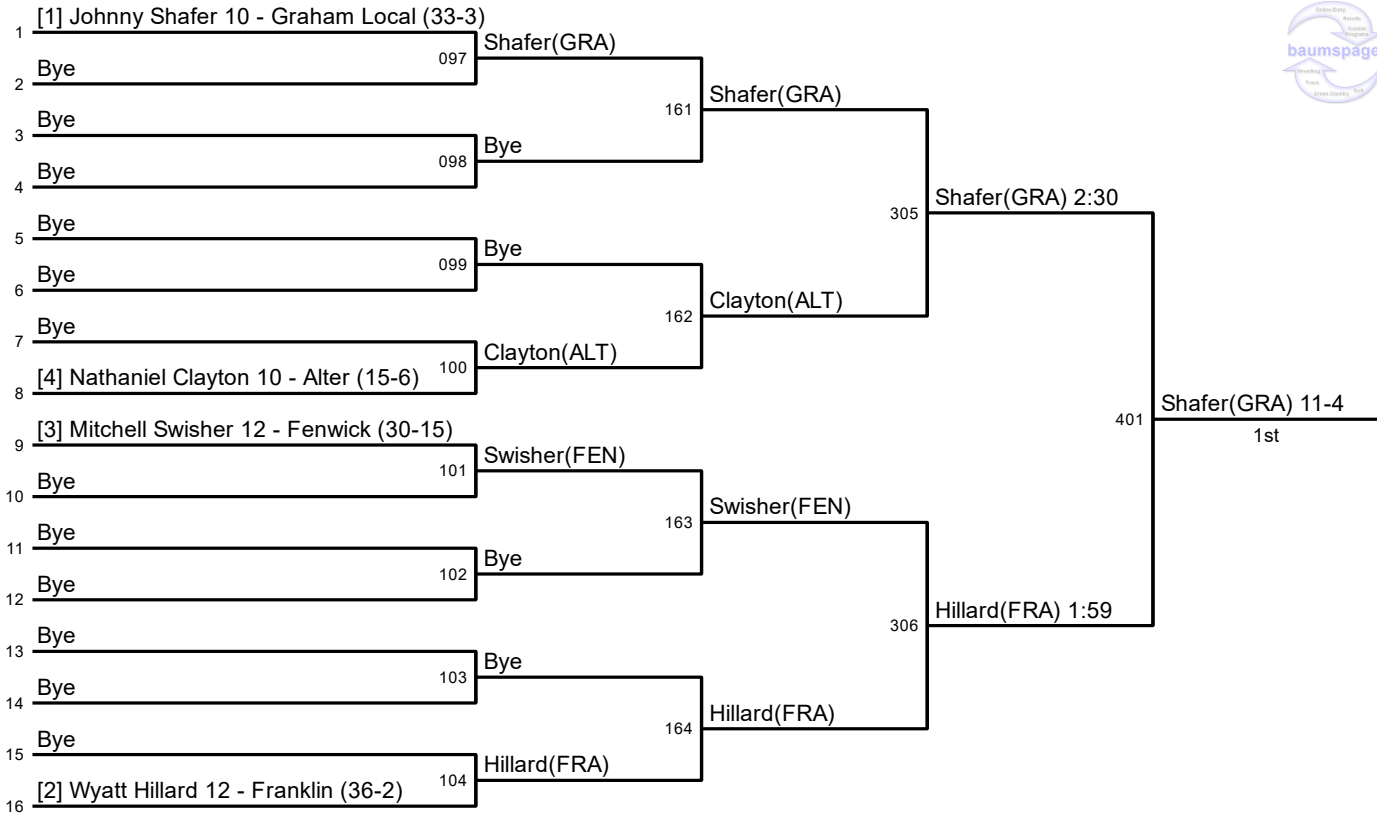 [1] Johnny Shafer 10 - Graham Local (33-3)
1
Shafer(GRA)
097
Bye
2
Shafer(GRA)
161
Bye
3
Bye
098
Bye
4
Shafer(GRA) 2:30
305
Bye
5
Bye
099
Bye
6
Clayton(ALT)
162
Bye
7
Clayton(ALT)
100
[4] Nathaniel Clayton 10 - Alter (15-6)
8
Shafer(GRA) 11-4
401
1st
[3] Mitchell Swisher 12 - Fenwick (30-15)
9
Swisher(FEN)
101
Bye
10
Swisher(FEN)
163
Bye
11
Bye
102
Bye
12
Hillard(FRA) 1:59
306
Bye
13
Bye
103
Bye
14
Hillard(FRA)
164
Bye
15
Hillard(FRA)
104
[2] Wyatt Hillard 12 - Franklin (36-2)
16
baumspage